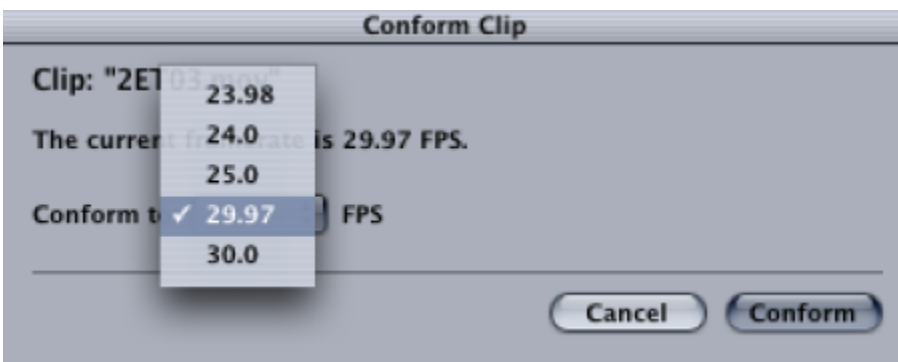 Conform Clip
Clip: "2ET03.mov"
23.98
The current frame rate is 29.97 FPS.
24.0
25.0
Conform to ✓ 29.97 FPS
30.0
Cancel Conform